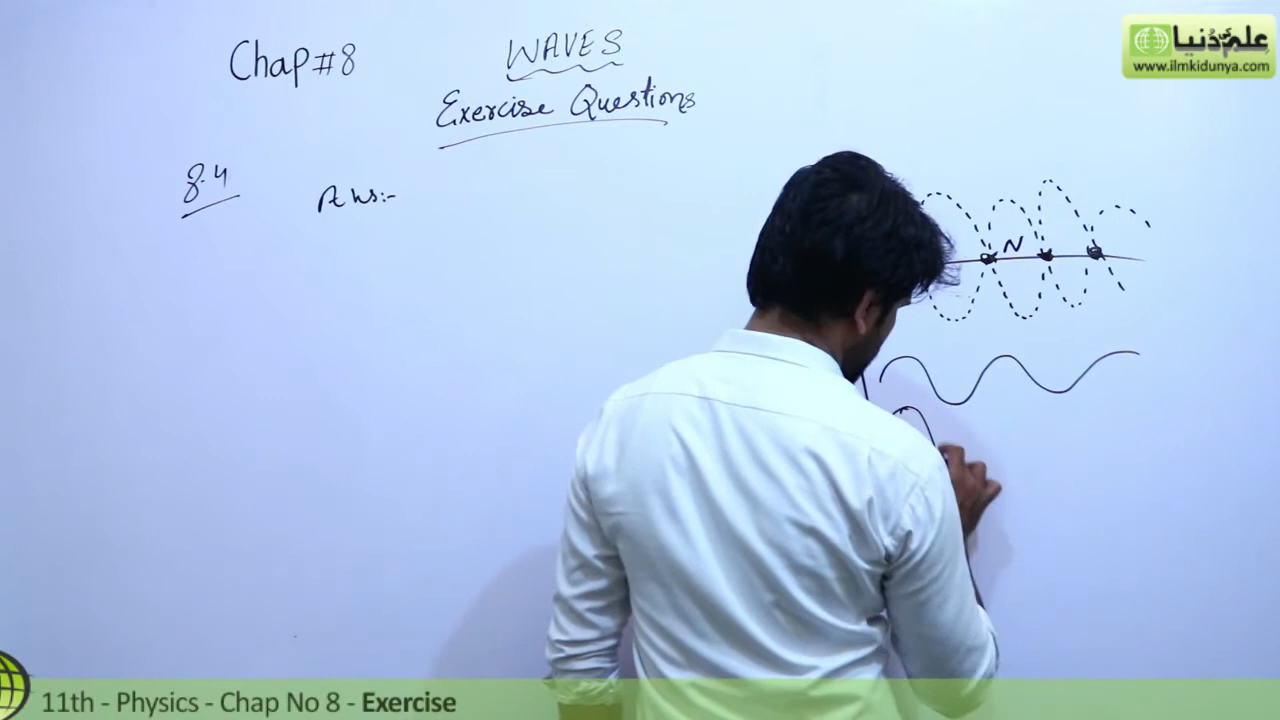 Chap#8
WAVES
Exercise Questions
8.4
Ans:-
N
علم کی دُنیا
www.ilmkidunya.com
11th - Physics - Chap No 8 - Exercise